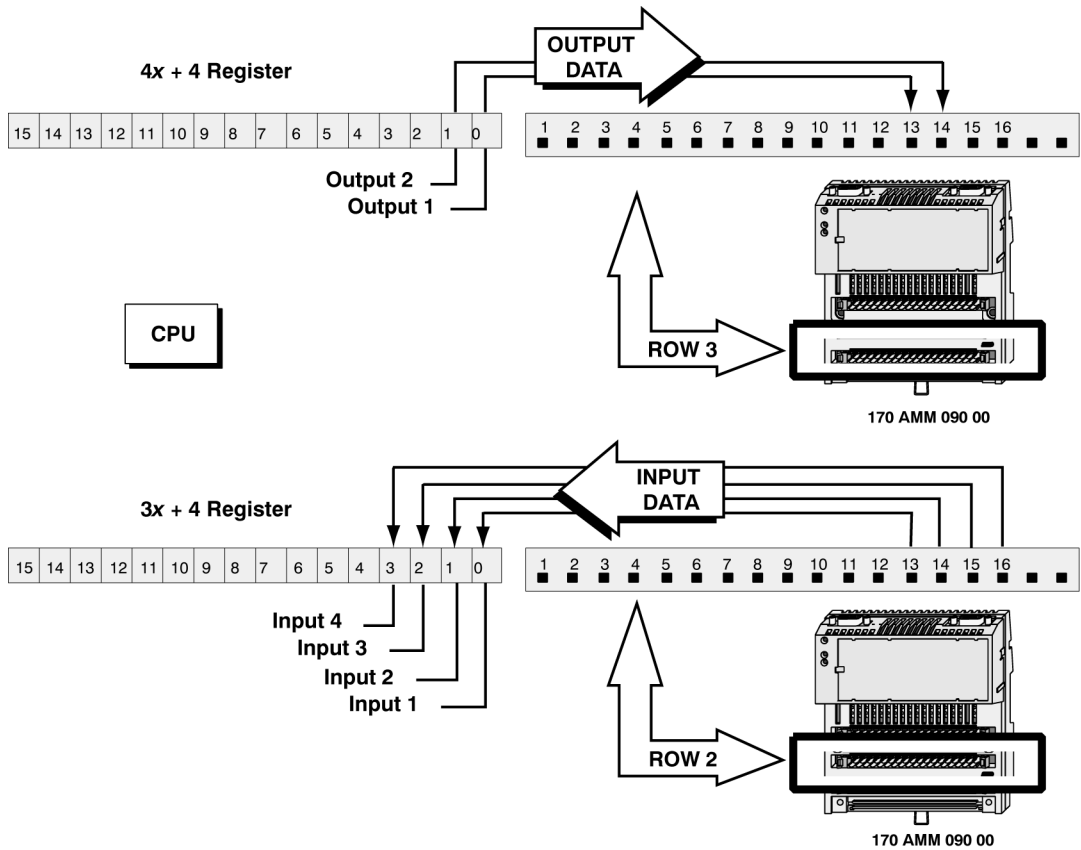 OUTPUT
DATA
4x + 4 Register
15 14 13 12 11 10 9 8 7 6 5 4 3 2 1 0
1 2 3 4 5 6 7 8 9 10 11 12 13 14 15 16
Output 2
Output 1
CPU
ROW 3
170 AMM 090 00
INPUT
DATA
3x + 4 Register
15 14 13 12 11 10 9 8 7 6 5 4 3 2 1 0
1 2 3 4 5 6 7 8 9 10 11 12 13 14 15 16
Input 4
Input 3
Input 2
Input 1
ROW 2
170 AMM 090 00